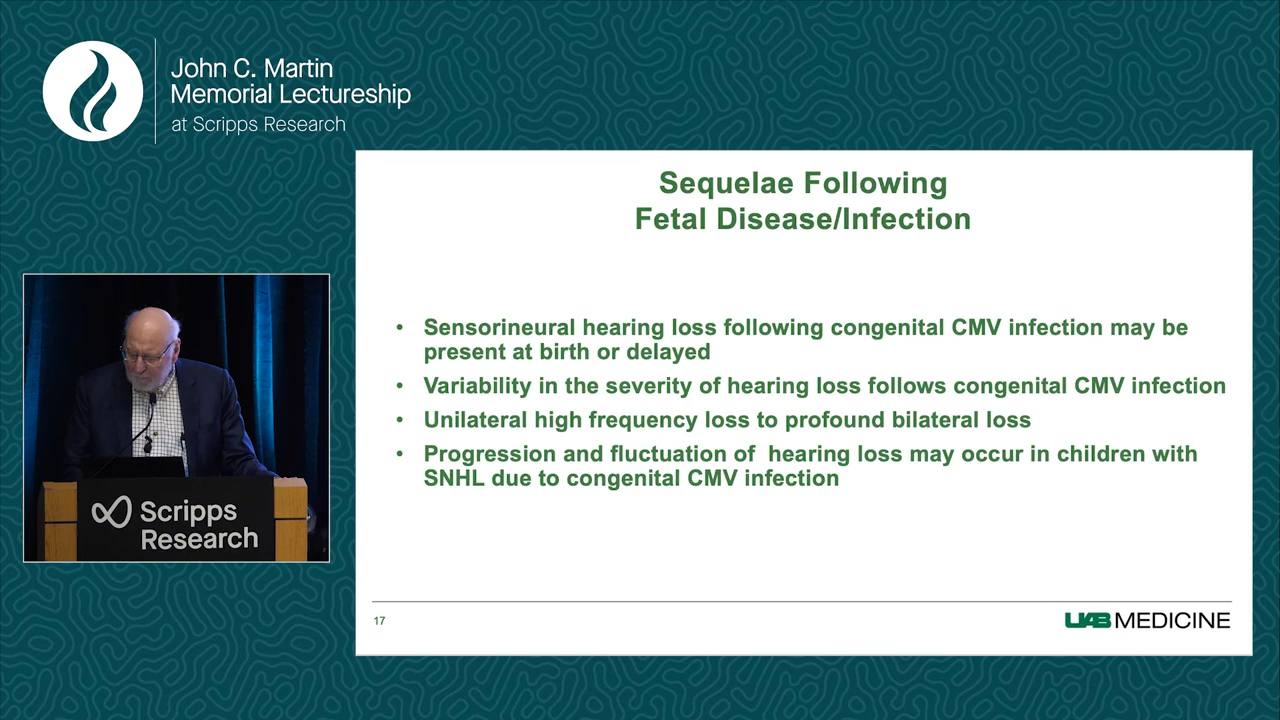 John C. Martin
Memorial Lectureship
at Scripps Research
Sequelae Following
Fetal Disease/Infection
• Sensorineural hearing loss following congenital CMV infection may be
present at birth or delayed
• Variability in the severity of hearing loss follows congenital CMV infection
• Unilateral high frequency loss to profound bilateral loss
• Progression and fluctuation of hearing loss may occur in children with
SNHL due to congenital CMV infection
Scripps
Research
17
UAB MEDICINE